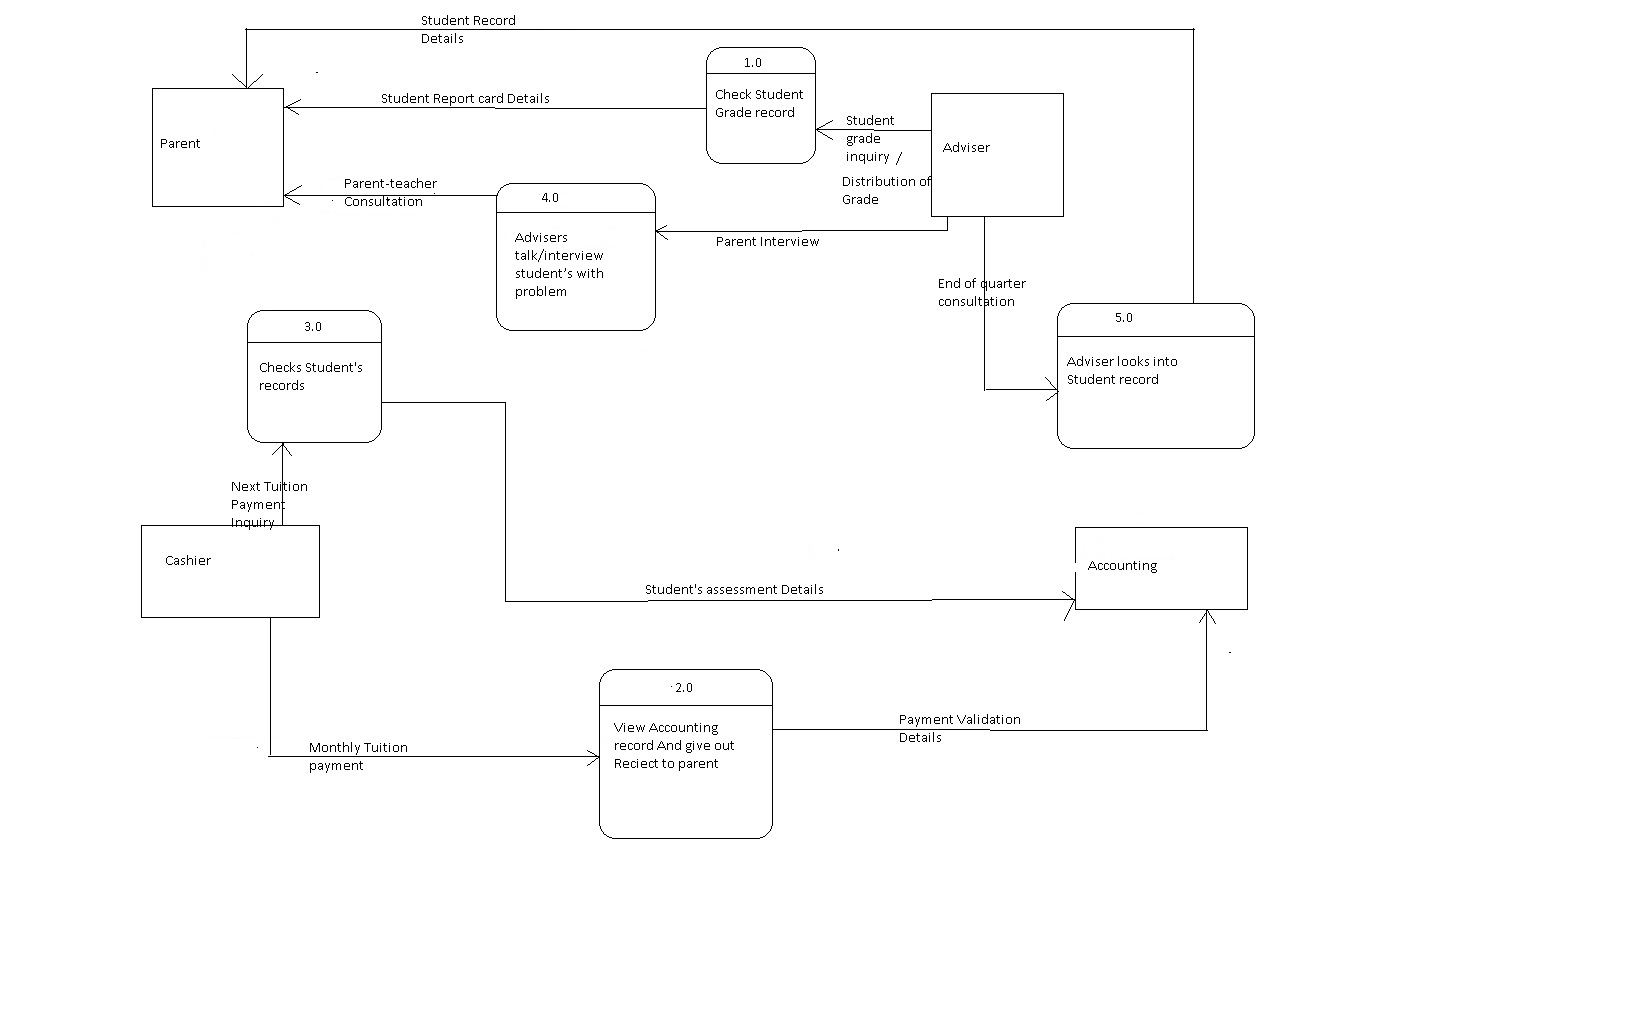 Student Record
Details
1.0
Check Student
Grade record
Student Report card Details
Student
grade
inquiry /
Distribution of
Grade
Adviser
Parent
Parent-teacher
Consultation
4.0
Advisers
talk/interview
student's with
problem
Parent Interview
End of quarter
consultation
5.0
Adviser looks into
Student record
3.0
Checks Student's
records
Next Tuition
Payment
Inquiry
Cashier
Accounting
Student's assessment Details
2.0
View Accounting
record And give out
Reciect to parent
Payment Validation
Details
Monthly Tuition
payment